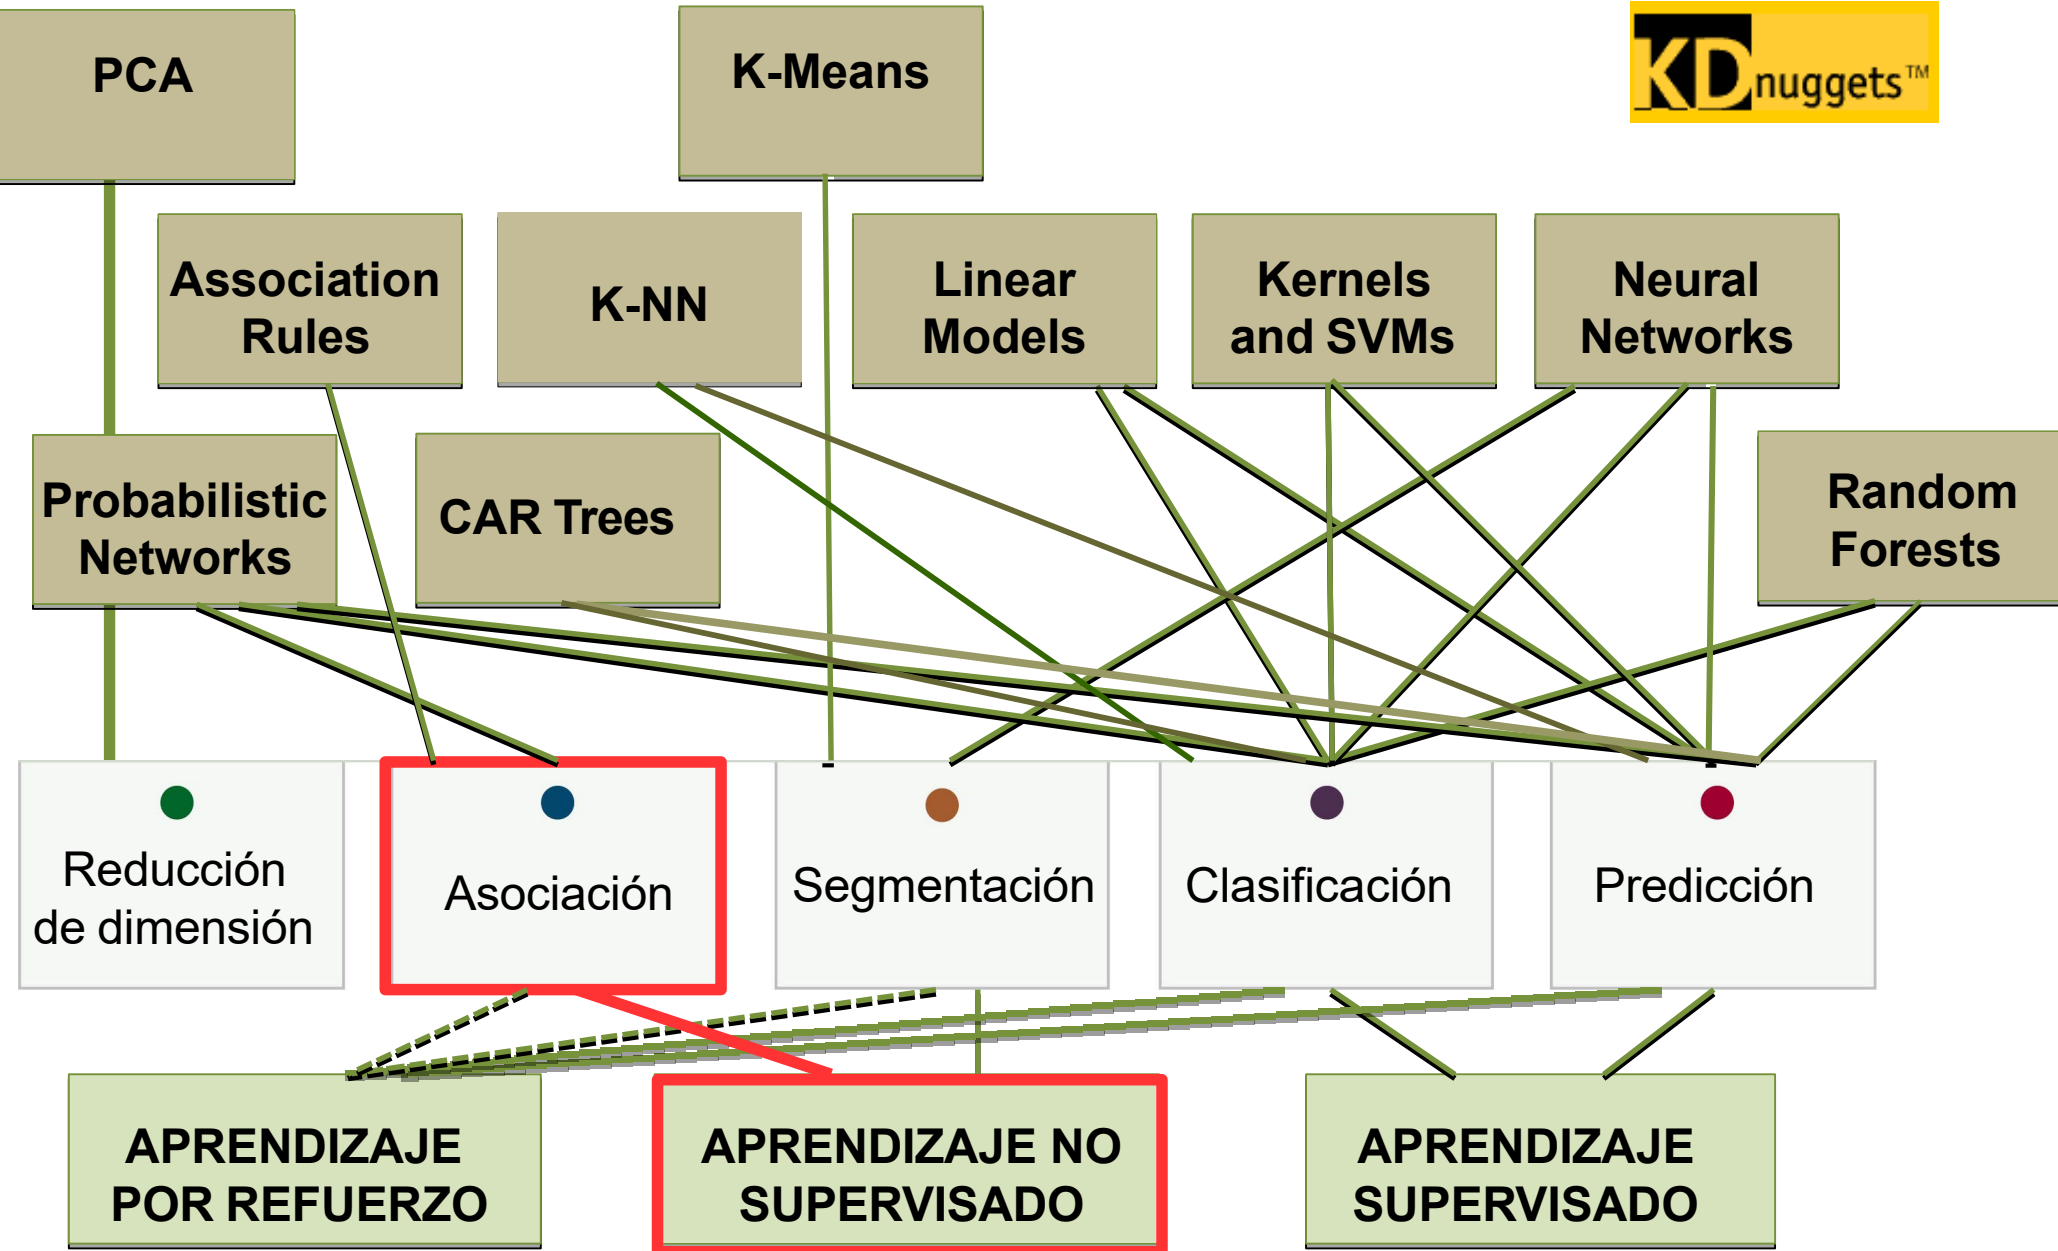 PCA
K-Means
KDnuggets™
Association
Rules
K-NN
Linear
Models
Kernels
and SVMs
Neural
Networks
Probabilistic
Networks
CAR Trees
Random
Forests
Reducción
de dimensión
Asociación
Segmentación
Clasificación
Predicción
APRENDIZAJE
POR REFUERZO
APRENDIZAJE NO
SUPERVISADO
APRENDIZAJE
SUPERVISADO